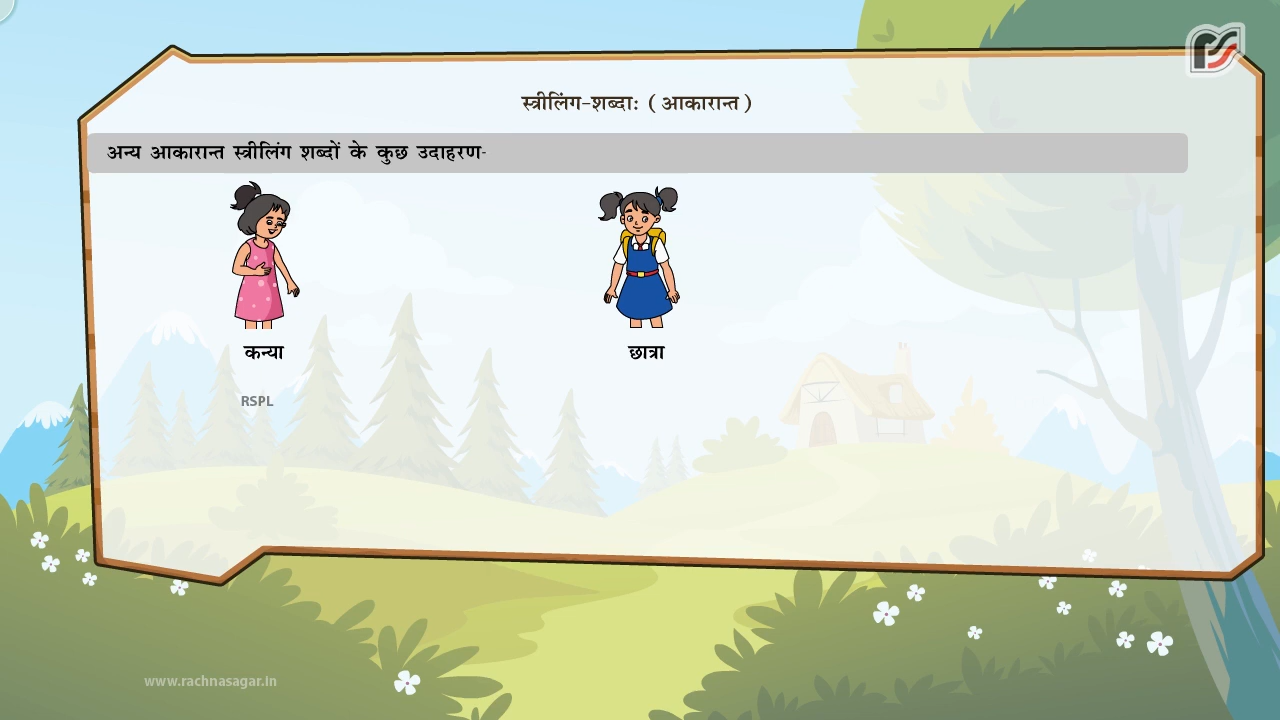 स्त्रीलिंग-शब्दाः ( आकारान्त )
अन्य आकारान्त स्त्रीलिंग शब्दों के कुछ उदाहरण-
कन्या
छात्रा
RSPL
www.rachnasagar.in